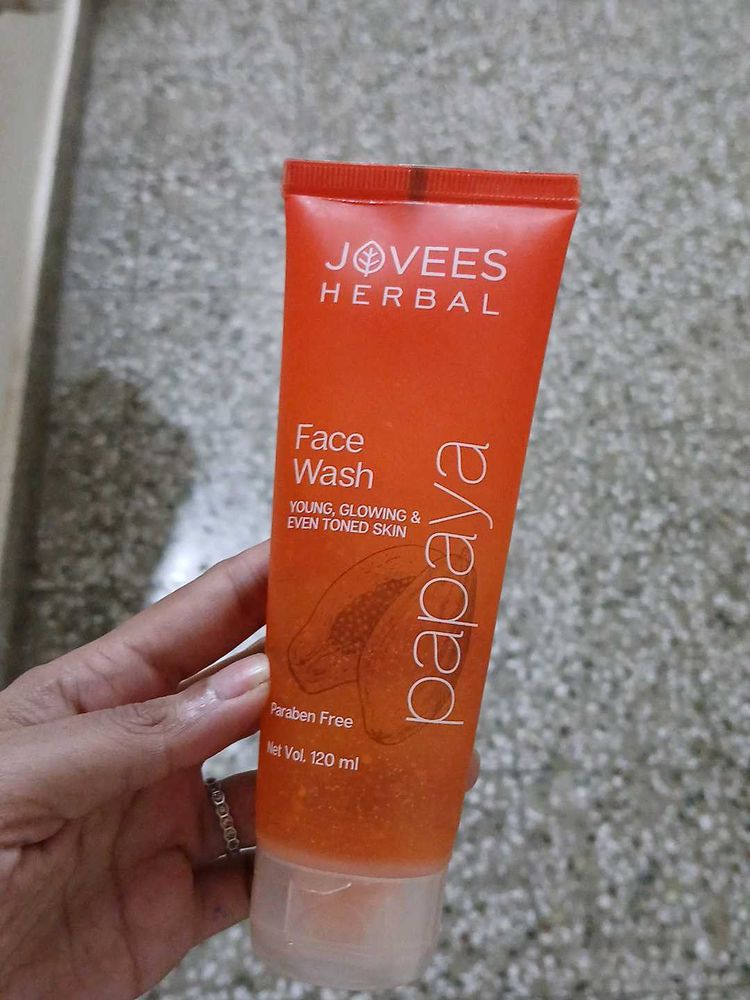 JOVEES
HERBAL
Face
Wash
YOUNG, GLOWING &
EVEN TONED SKIN
papaya
Paraben Free
Net Vol. 120 ml